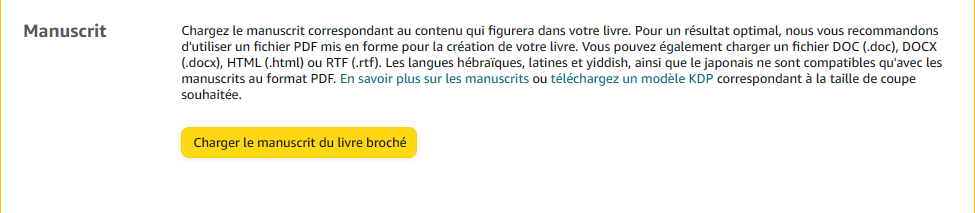 Manuscrit
Chargez le manuscrit correspondant au contenu qui figurera dans votre livre. Pour un résultat optimal, nous vous recommandons
d'utiliser un fichier PDF mis en forme pour la création de votre livre. Vous pouvez également charger un fichier DOC (.doc), DOCX
(.docx), HTML (.html) ou RTF (.rtf). Les langues hébraïques, latines et yiddish, ainsi que le japonais ne sont compatibles qu'avec les
manuscrits au format PDF. En savoir plus sur les manuscrits ou téléchargez un modèle KDP correspondant à la taille de coupe
souhaitée.
Charger le manuscrit du livre broché